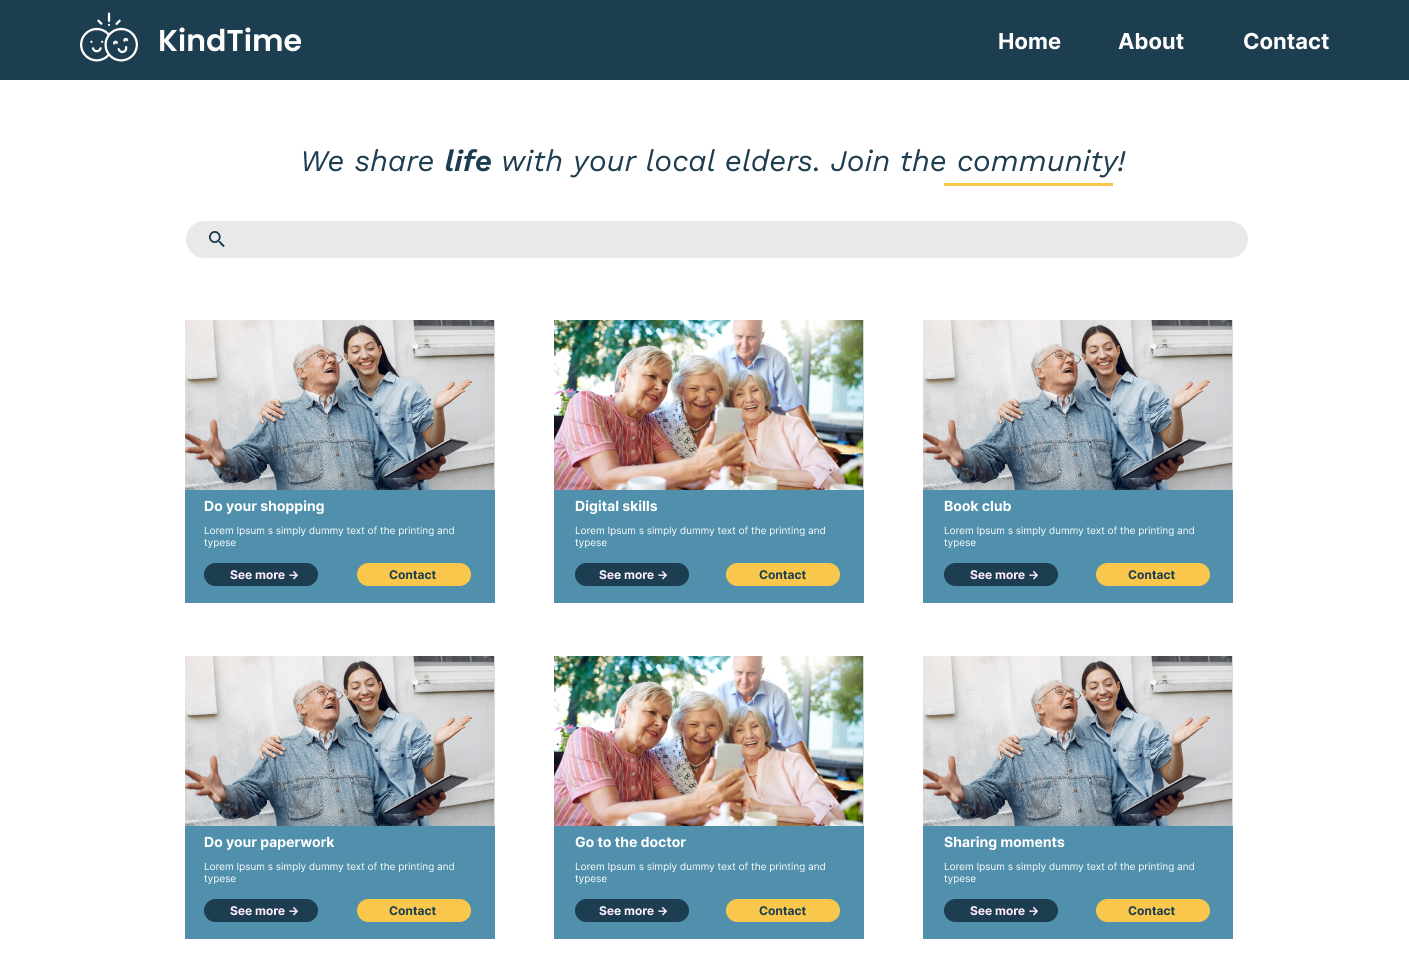 KindTime
Home About Contact
We share life with your local elders. Join the community!
Do your shopping
Lorem Ipsum s simply dummy text of the printing and
typese
See more → Contact
Digital skills
Lorem Ipsum s simply dummy text of the printing and
typese
See more → Contact
Book club
Lorem Ipsum s simply dummy text of the printing and
typese
See more → Contact
Do your paperwork
Lorem Ipsum s simply dummy text of the printing and
typese
See more → Contact
Go to the doctor
Lorem Ipsum s simply dummy text of the printing and
typese
See more → Contact
Sharing moments
Lorem Ipsum s simply dummy text of the printing and
typese
See more → Contact